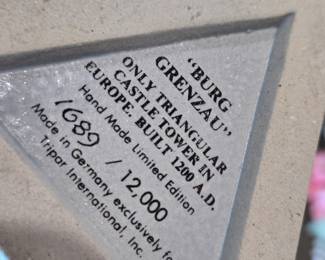 "BURG
GRENZAU"
ONLY TRIANGULAR
CASTLE TOWER IN
EUROPE. BUILT 1200 A.D.
Hand Made Limited Edition
1689 / 12,000
Made in Germany exclusively for
Tripar International, Inc.